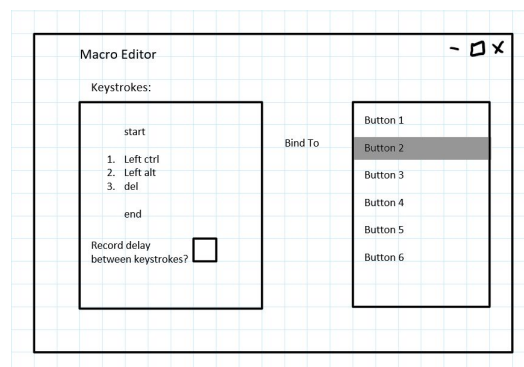 Macro Editor
Keystrokes:
start
1. Left ctrl
2. Left alt
3. del
end
Record delay
between keystrokes?
Bind To
Button 1
Button 2
Button 3
Button 4
Button 5
Button 6